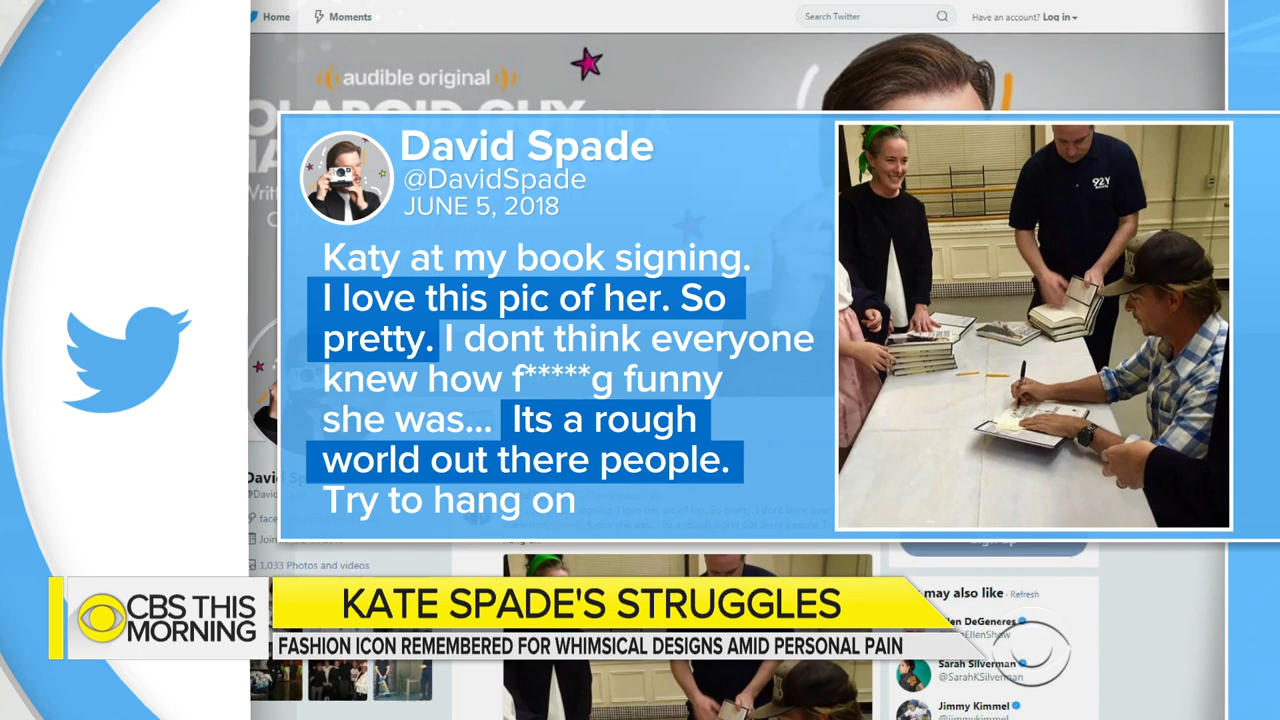 Home
Moments
Search Twitter
Have an account? Log in
audible original
David Spade
@DavidSpade
JUNE 5, 2018
Katy at my book signing.
I love this pic of her. So
pretty. I dont think everyone
knew how f*****g funny
she was... Its a rough
world out there people.
Try to hang on
92Y
1,033 Photos and videos
CBS THIS
MORNING
KATE SPADE'S STRUGGLES
FASHION ICON REMEMBERED FOR WHIMSICAL DESIGNS AMID PERSONAL PAIN
may also like · Refresh
Sarah Silverman
@SarahKSilverman
Jimmy Kimmel
@jimmykimmel